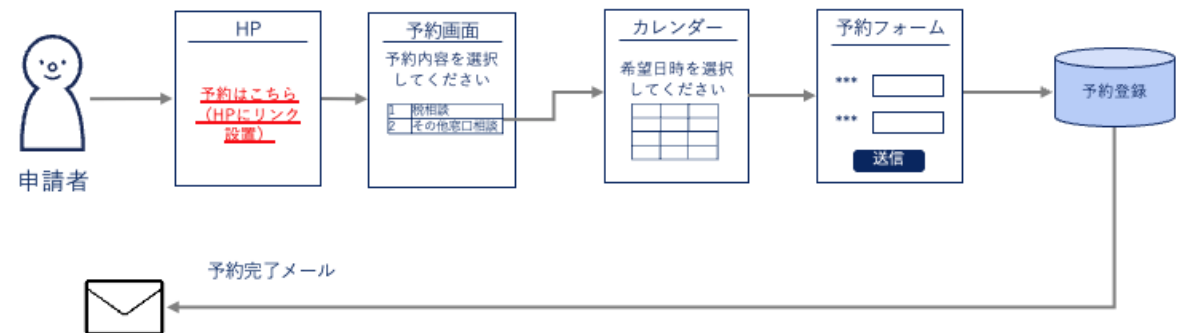 HP
予約はこちら
（HPにリンク
設置）
予約画面
予約内容を選択
してください
1 税相談
2 その他窓口相談
カレンダー
希望日時を選択
してください
予約フォーム
***
***
送信
予約登録
申請者
予約完了メール